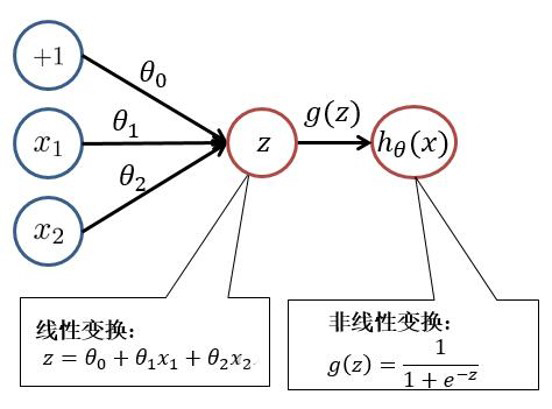 +1
θ₀
x₁
θ₁
θ₂
x₂
z
g(z)
hθ(x)
线性变换：
z = θ₀ + θ₁x₁ + θ₂x₂
非线性变换：
g(z) = 1 / (1 + e⁻ᶻ)